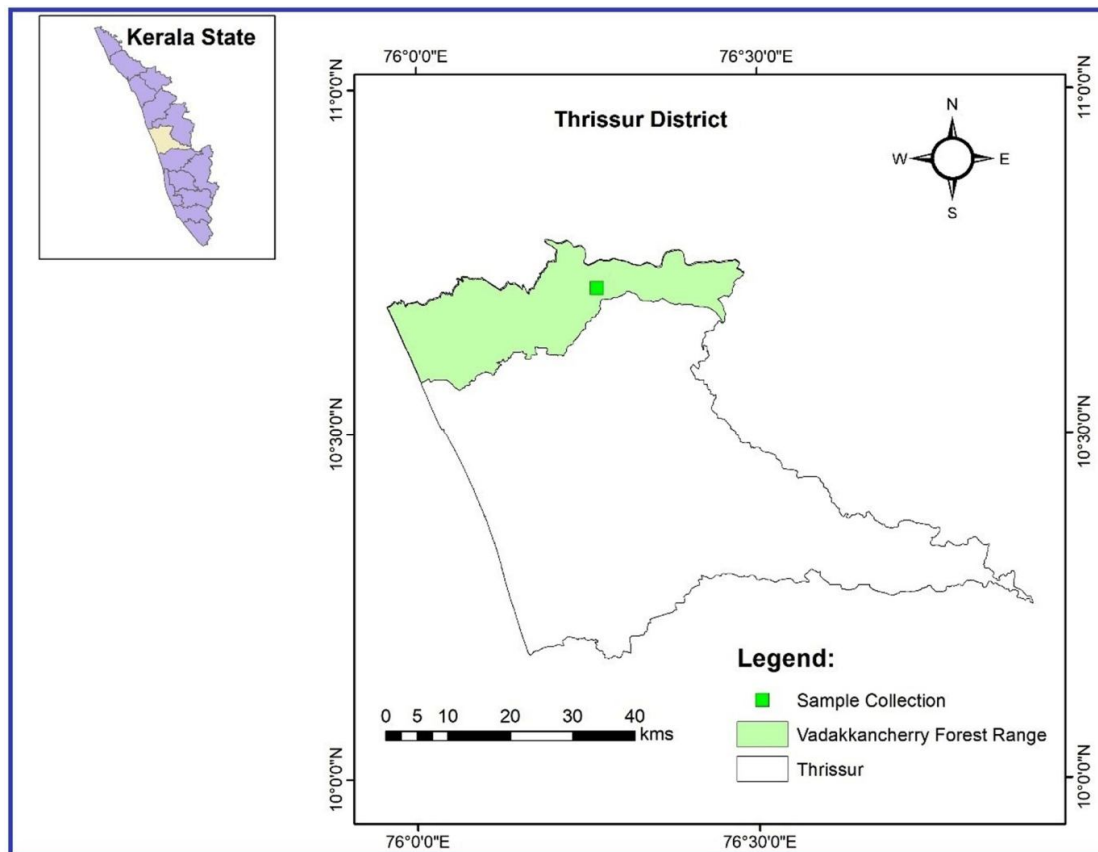 Kerala State
76°0'0"E
76°30'0"E
11°0'0"N
11°0'0"N
Thrissur District
N
W
E
S
10°30'0"N
10°30'0"N
Legend:
Sample Collection
0 5 10 20 30 40
kms
Vadakkancherry Forest Range
Thrissur
10°0'0"N
10°0'0"N
76°0'0"E
76°30'0"E